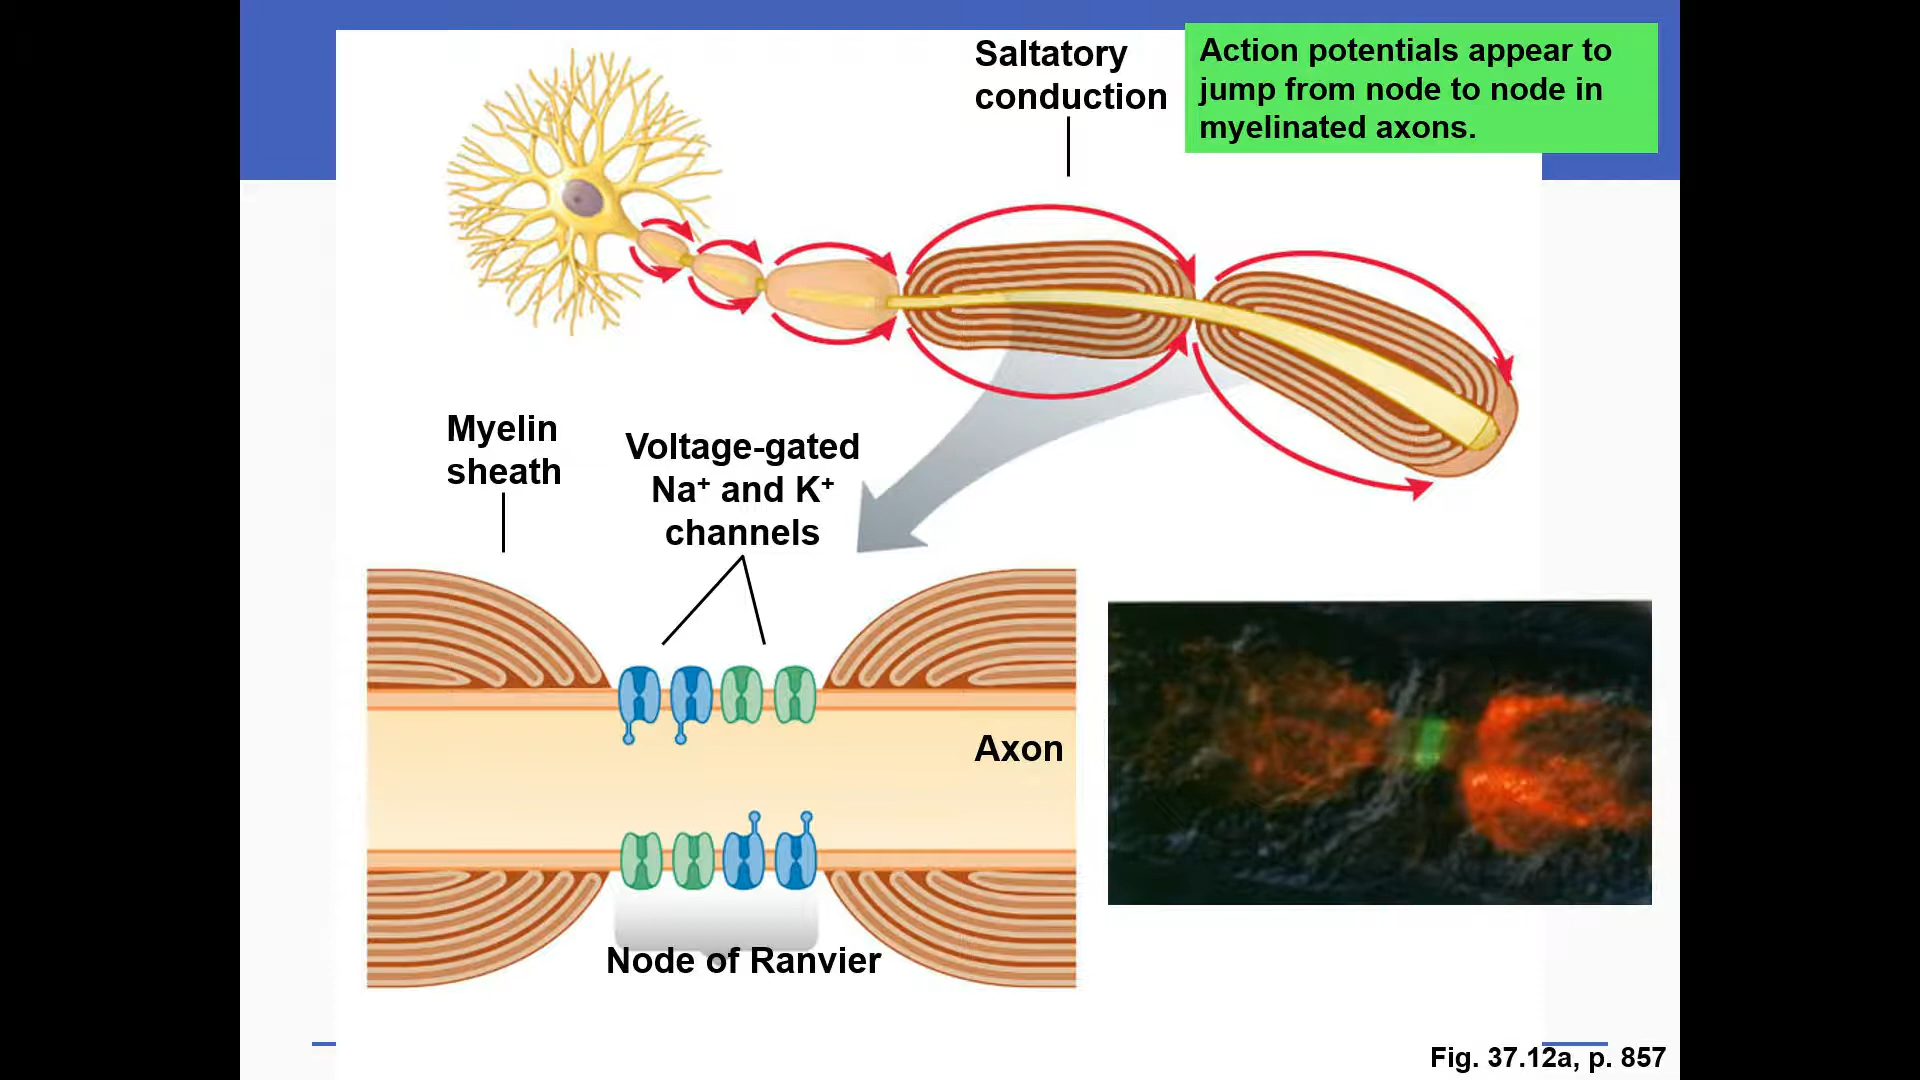 Saltatory
conduction
Action potentials appear to
jump from node to node in
myelinated axons.
Myelin
sheath
Voltage-gated
Na⁺ and K⁺
channels
Axon
Node of Ranvier
Fig. 37.12a, p. 857